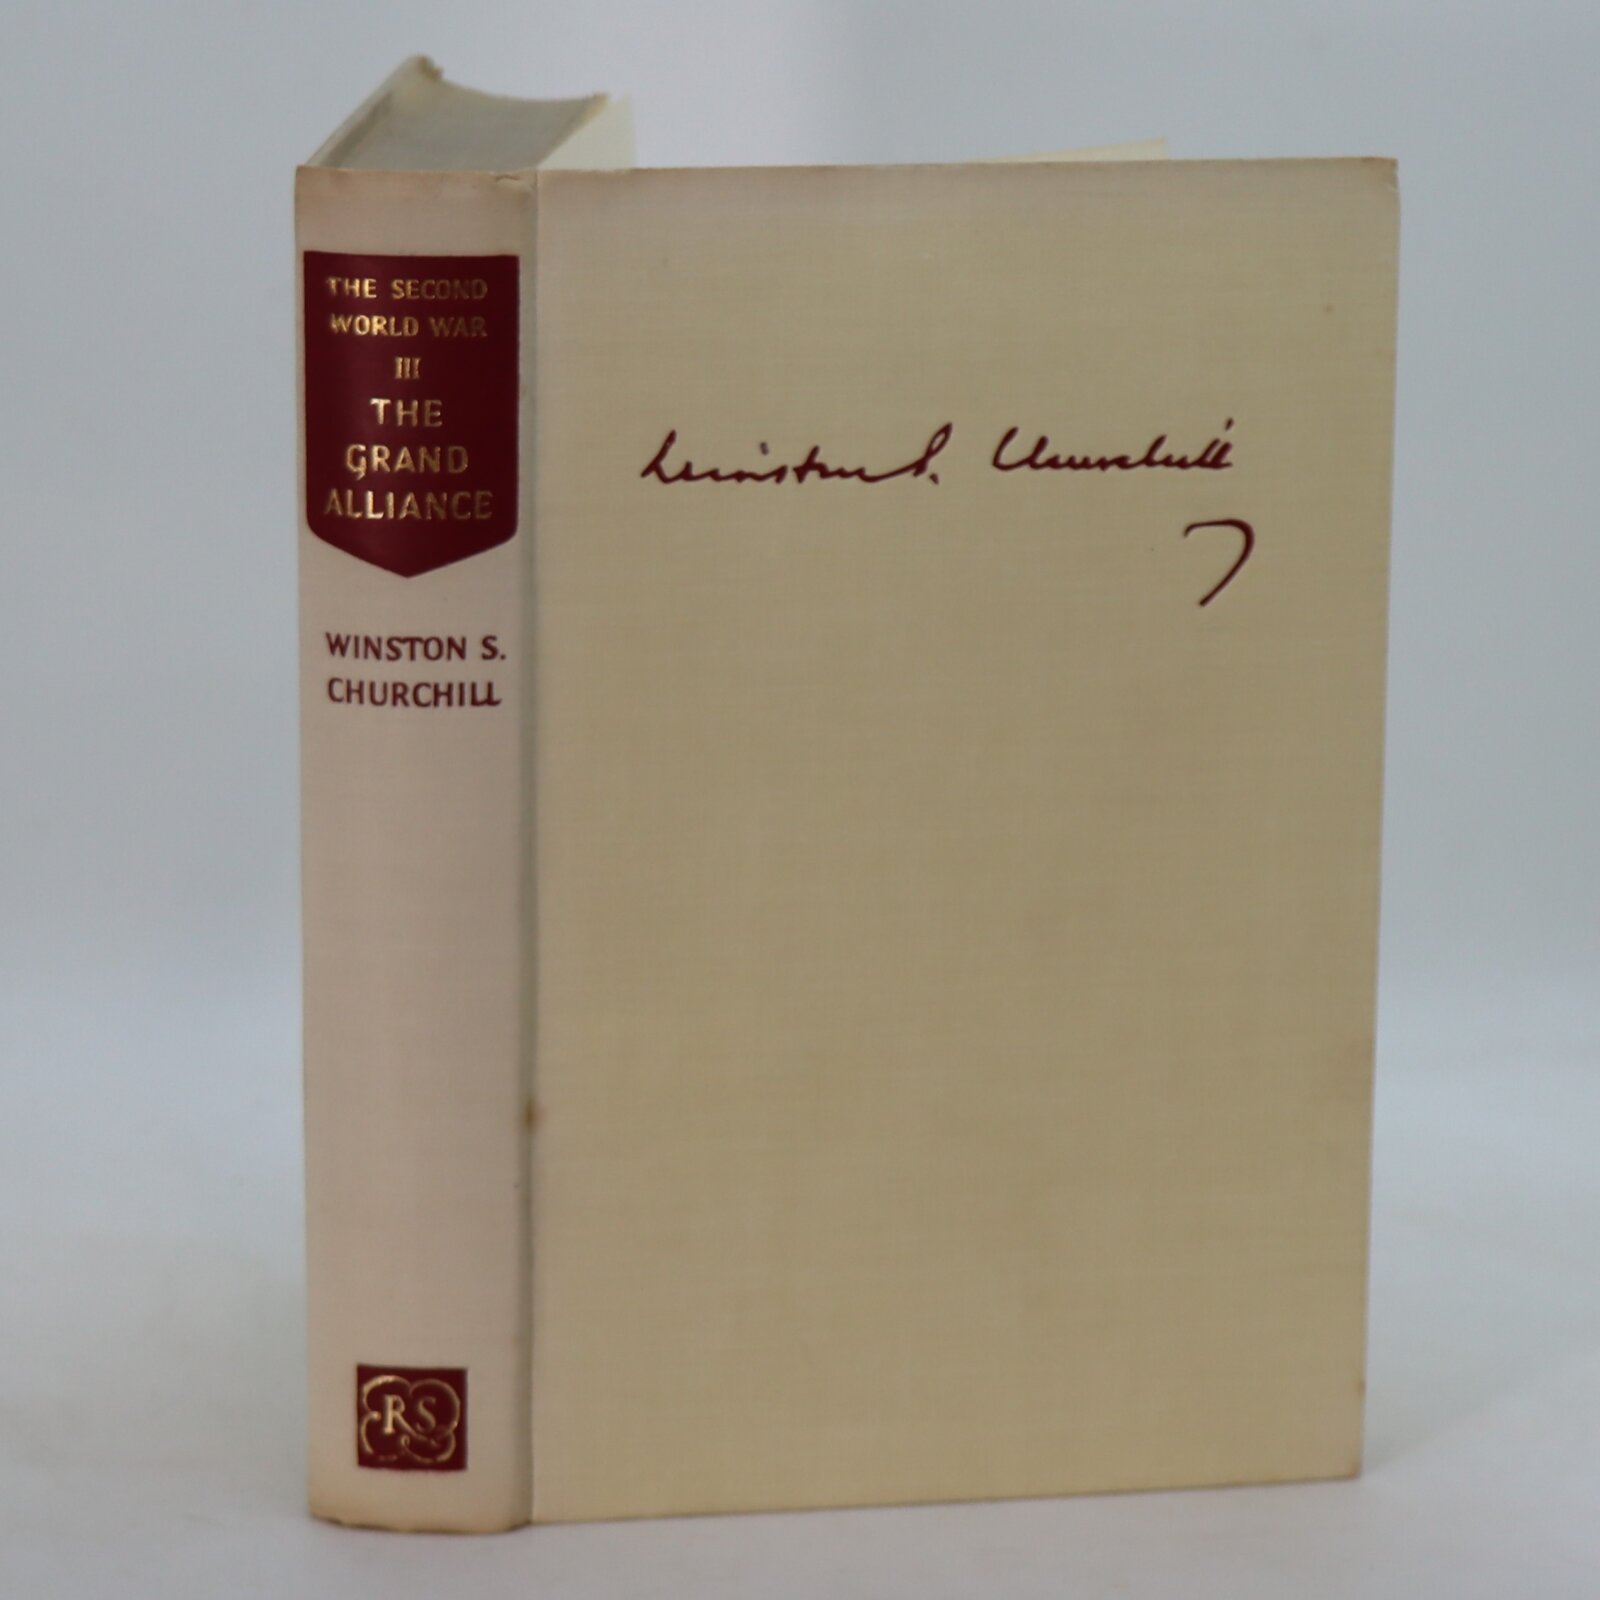 THE SECOND
WORLD WAR
III
THE
GRAND
ALLIANCE
WINSTON S.
CHURCHILL
RS
Winston S. Churchill